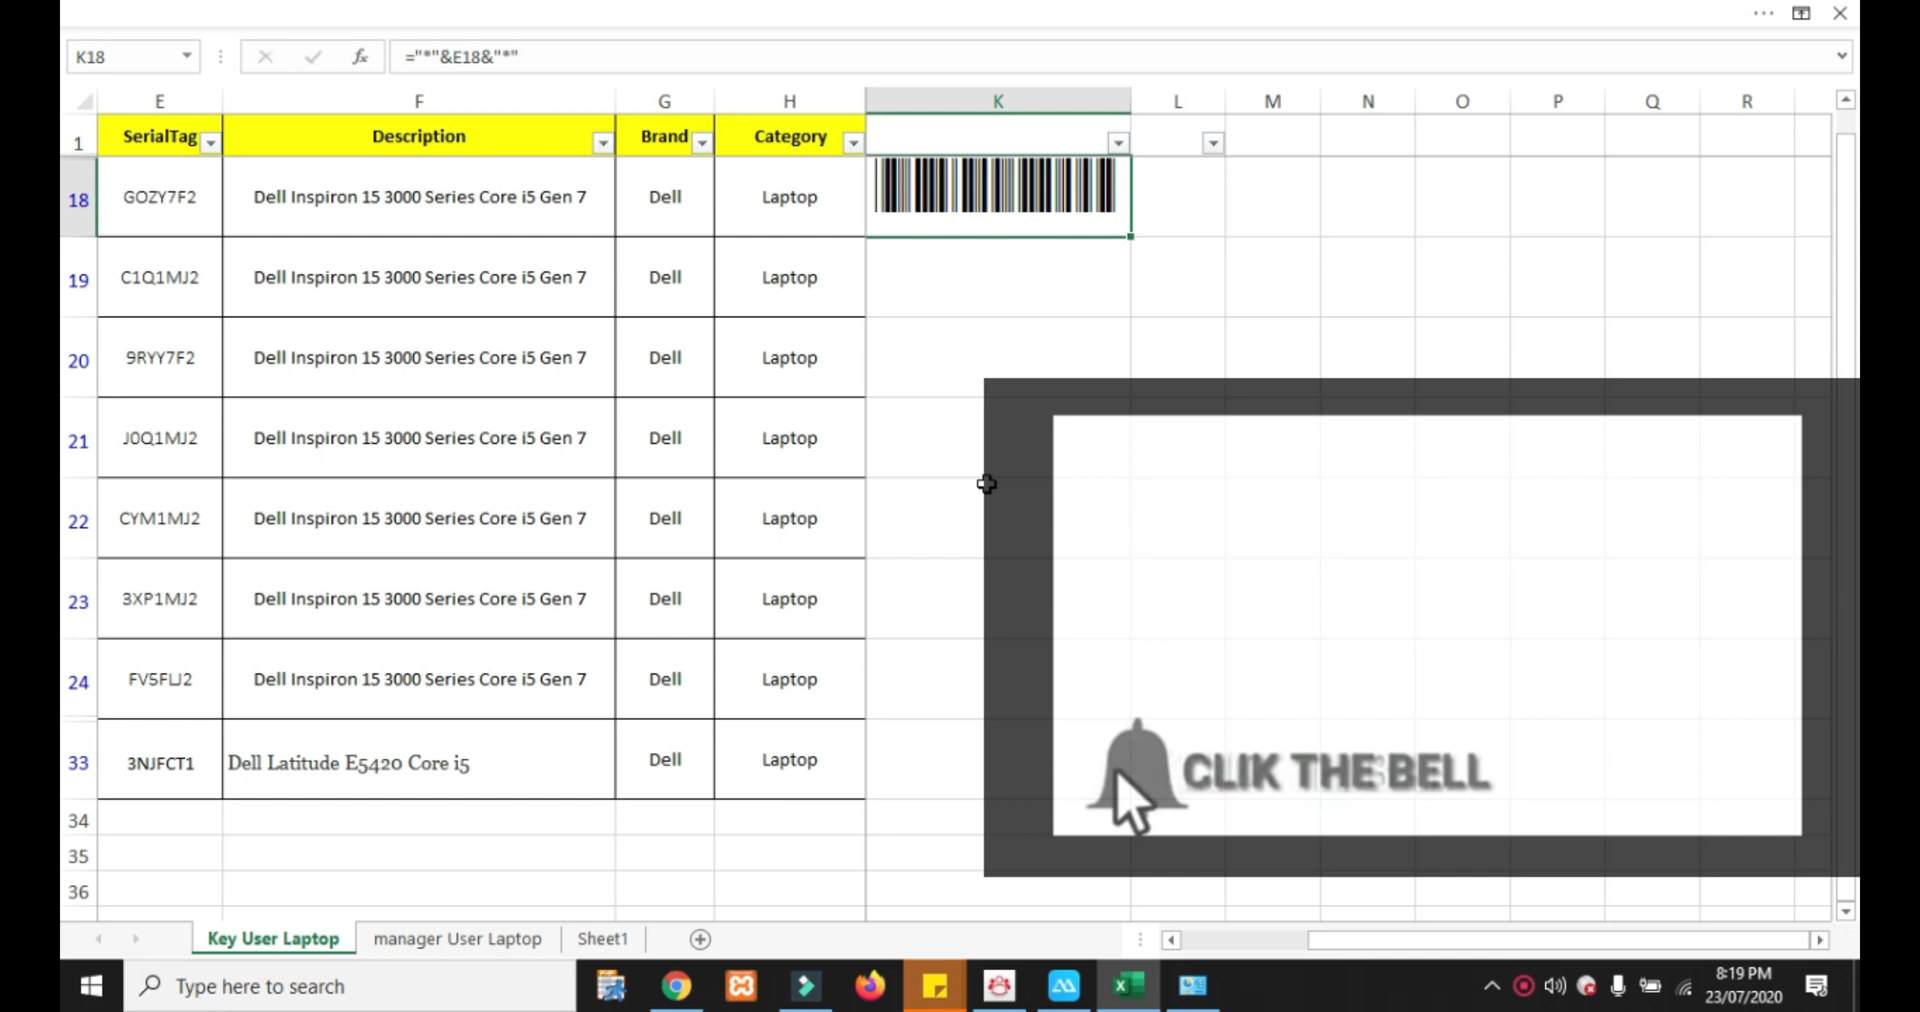 K18 fx ="*"&E18&"*"
E F G H K L M N O P Q R
1 SerialTag Description Brand Category
18 GOZY7F2 Dell Inspiron 15 3000 Series Core i5 Gen 7 Dell Laptop
19 C1Q1MJ2 Dell Inspiron 15 3000 Series Core i5 Gen 7 Dell Laptop
20 9RYY7F2 Dell Inspiron 15 3000 Series Core i5 Gen 7 Dell Laptop
21 J0Q1MJ2 Dell Inspiron 15 3000 Series Core i5 Gen 7 Dell Laptop
22 CYM1MJ2 Dell Inspiron 15 3000 Series Core i5 Gen 7 Dell Laptop
23 3XP1MJ2 Dell Inspiron 15 3000 Series Core i5 Gen 7 Dell Laptop
24 FV5FLJ2 Dell Inspiron 15 3000 Series Core i5 Gen 7 Dell Laptop
33 3NJFCT1 Dell Latitude E5420 Core i5 Dell Laptop
CLIK THE BELL
34
35
36
Key User Laptop manager User Laptop Sheet1
Type here to search
8:19 PM
23/07/2020